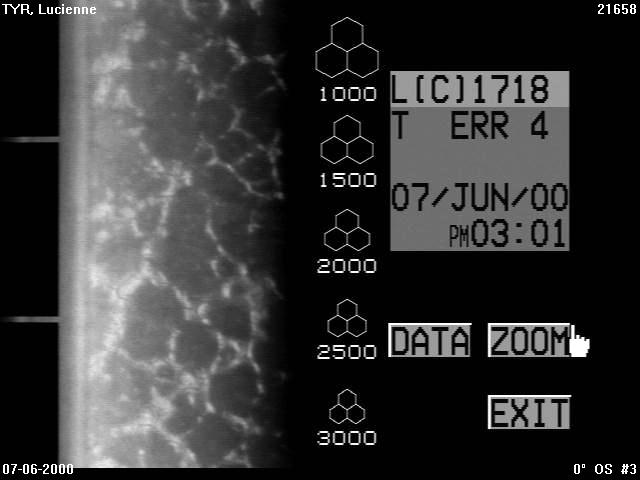 TYR, Lucienne
21658
1000
1500
2000
2500
3000
L(C)1718
T ERR 4
07/JUN/00
PM03:01
DATA
ZOOM
EXIT
07-06-2000
0° OS #3